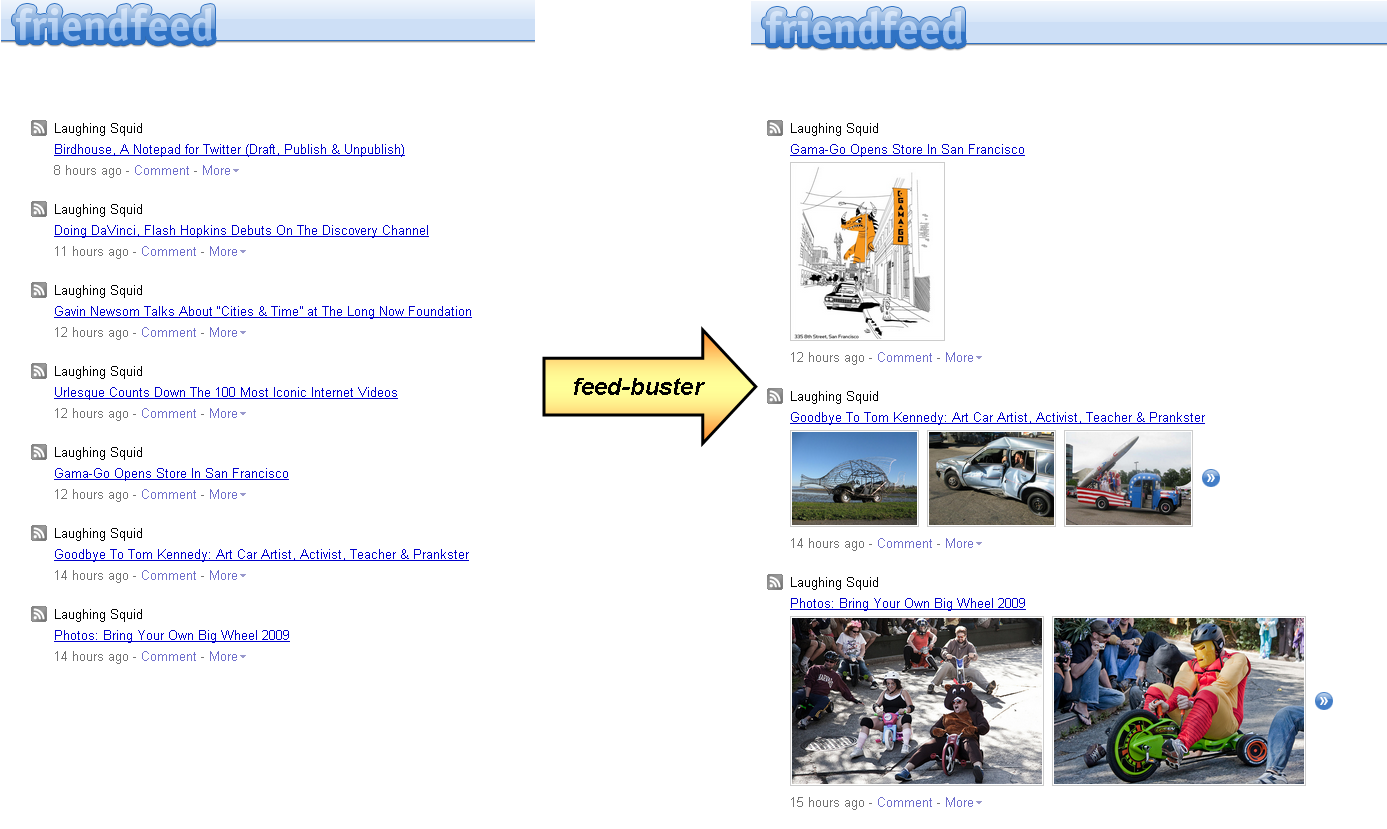 friendfeed
Laughing Squid
Birdhouse, A Notepad for Twitter (Draft, Publish & Unpublish)
8 hours ago - Comment - More
Laughing Squid
Doing DaVinci, Flash Hopkins Debuts On The Discovery Channel
11 hours ago - Comment - More
Laughing Squid
Gavin Newsom Talks About "Cities & Time" at The Long Now Foundation
12 hours ago - Comment - More
Laughing Squid
Urlesque Counts Down The 100 Most Iconic Internet Videos
12 hours ago - Comment - More
Laughing Squid
Gama-Go Opens Store In San Francisco
12 hours ago - Comment - More
Laughing Squid
Goodbye To Tom Kennedy: Art Car Artist, Activist, Teacher & Prankster
14 hours ago - Comment - More
Laughing Squid
Photos: Bring Your Own Big Wheel 2009
14 hours ago - Comment - More
feed-buster
friendfeed
Laughing Squid
Gama-Go Opens Store In San Francisco
GAMA-GO
335 8th Street, San Francisco
12 hours ago - Comment - More
Laughing Squid
Goodbye To Tom Kennedy: Art Car Artist, Activist, Teacher & Prankster
14 hours ago - Comment - More
Laughing Squid
Photos: Bring Your Own Big Wheel 2009
15 hours ago - Comment - More